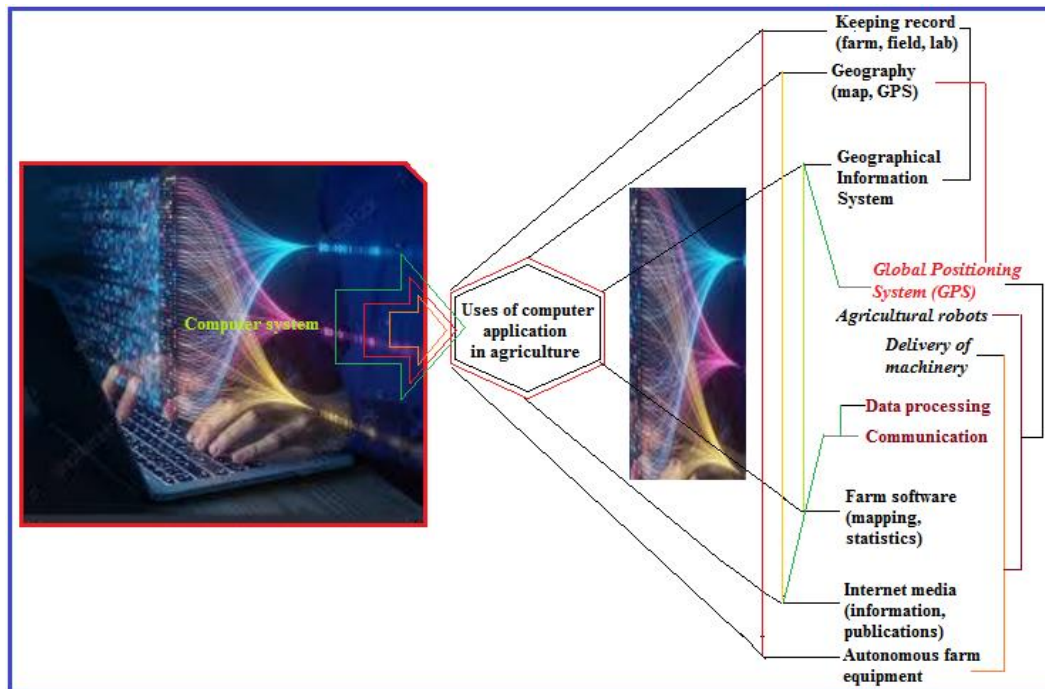 Keeping record
(farm, field, lab)
Geography
(map, GPS)
Geographical
Information
System
Global Positioning
System (GPS)
Computer system
Uses of computer
application
in agriculture
Agricultural robots
Delivery of
machinery
Data processing
Communication
Farm software
(mapping,
statistics)
Internet media
(information,
publications)
Autonomous farm
equipment